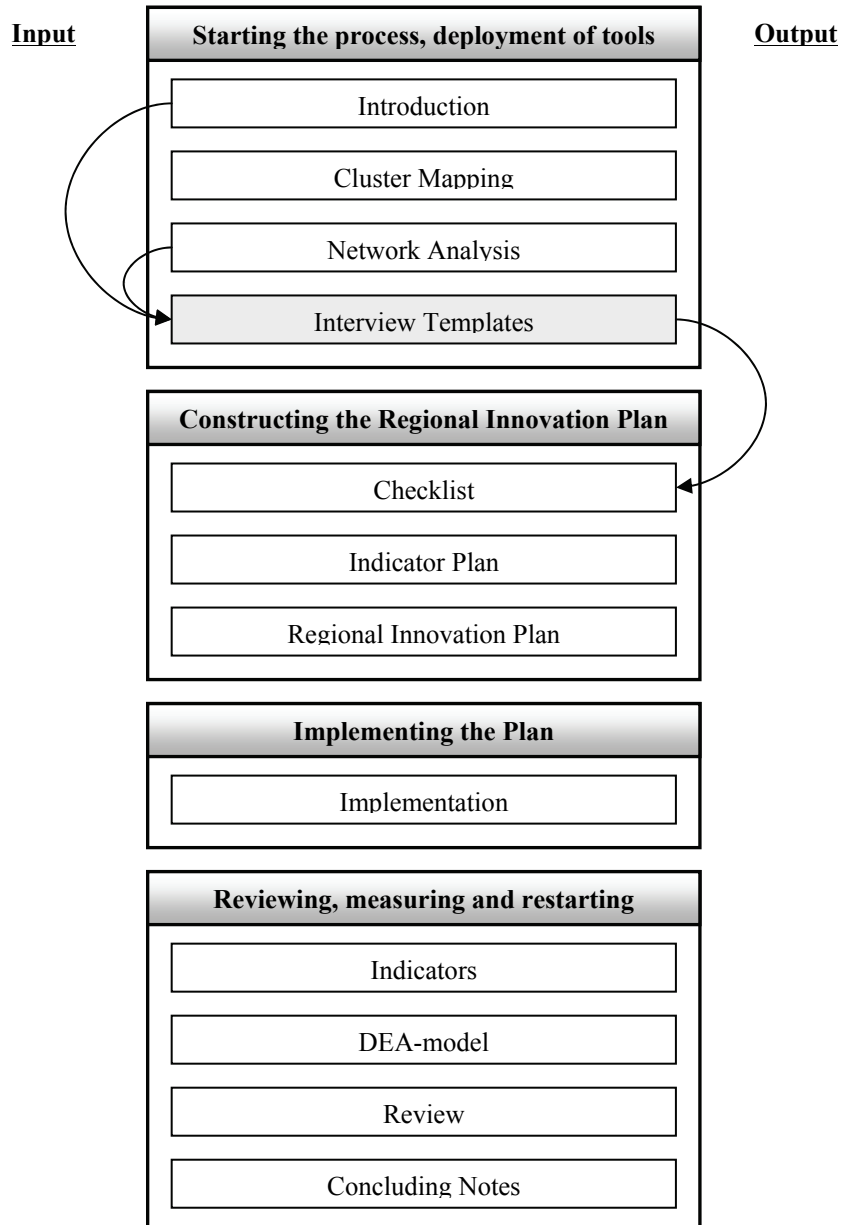 Input
Starting the process, deployment of tools
Output
Introduction
Cluster Mapping
Network Analysis
Interview Templates
Constructing the Regional Innovation Plan
Checklist
Indicator Plan
Regional Innovation Plan
Implementing the Plan
Implementation
Reviewing, measuring and restarting
Indicators
DEA-model
Review
Concluding Notes